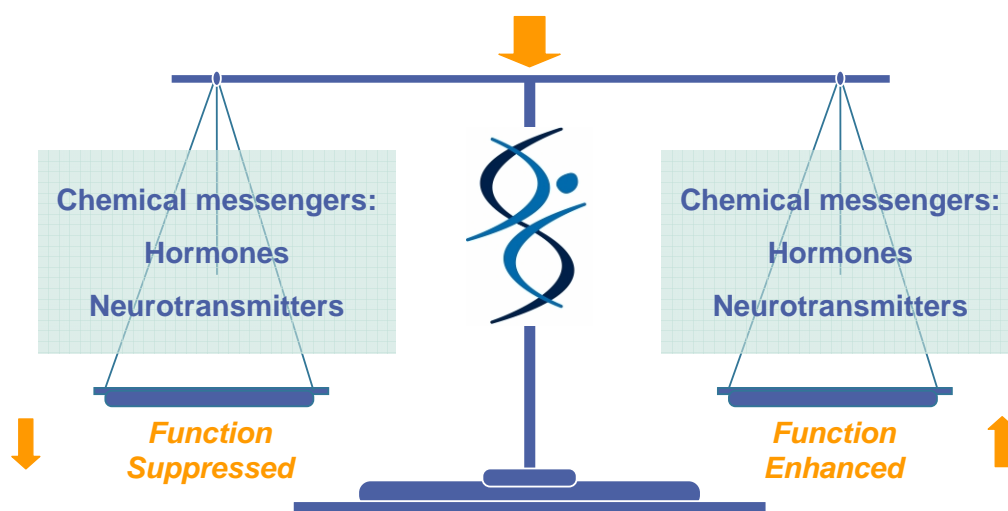 Chemical messengers:
Hormones
Neurotransmitters
Function
Suppressed
Chemical messengers:
Hormones
Neurotransmitters
Function
Enhanced